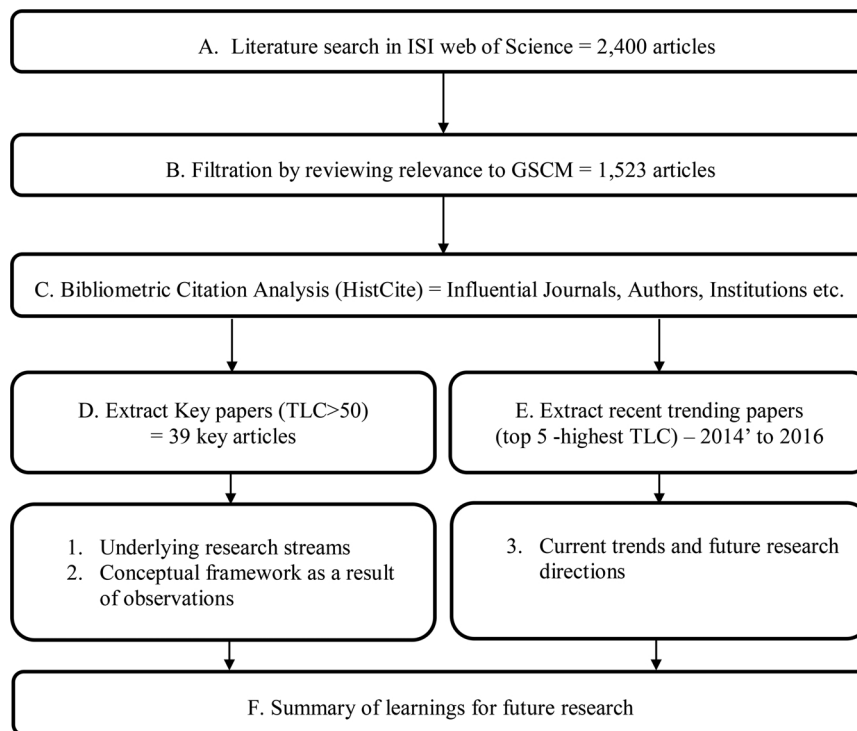 A. Literature search in ISI web of Science = 2,400 articles
B. Filtration by reviewing relevance to GSCM = 1,523 articles
C. Bibliometric Citation Analysis (HistCite) = Influential Journals, Authors, Institutions etc.
D. Extract Key papers (TLC>50)
= 39 key articles
E. Extract recent trending papers
(top 5 -highest TLC) – 2014’ to 2016
1. Underlying research streams
2. Conceptual framework as a result
of observations
3. Current trends and future research
directions
F. Summary of learnings for future research